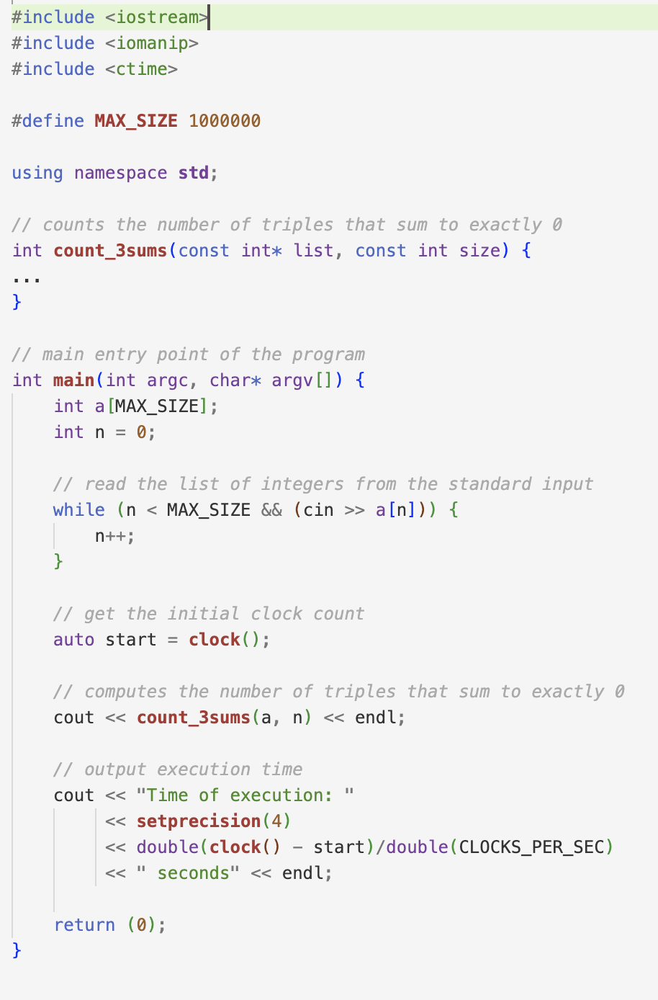 #include <iostream>
#include <iomanip>
#include <ctime>
#define MAX_SIZE 1000000
using namespace std;
// counts the number of triples that sum to exactly 0
int count_3sums(const int* list, const int size) {
...
}
// main entry point of the program
int main(int argc, char* argv[]) {
    int a[MAX_SIZE];
    int n = 0;
    // read the list of integers from the standard input
    while (n < MAX_SIZE && (cin >> a[n])) {
        n++;
    }
    // get the initial clock count
    auto start = clock();
    // computes the number of triples that sum to exactly 0
    cout << count_3sums(a, n) << endl;
    // output execution time
    cout << "Time of execution: "
         << setprecision(4)
         << double(clock() - start)/double(CLOCKS_PER_SEC)
         << " seconds" << endl;
    return (0);
}